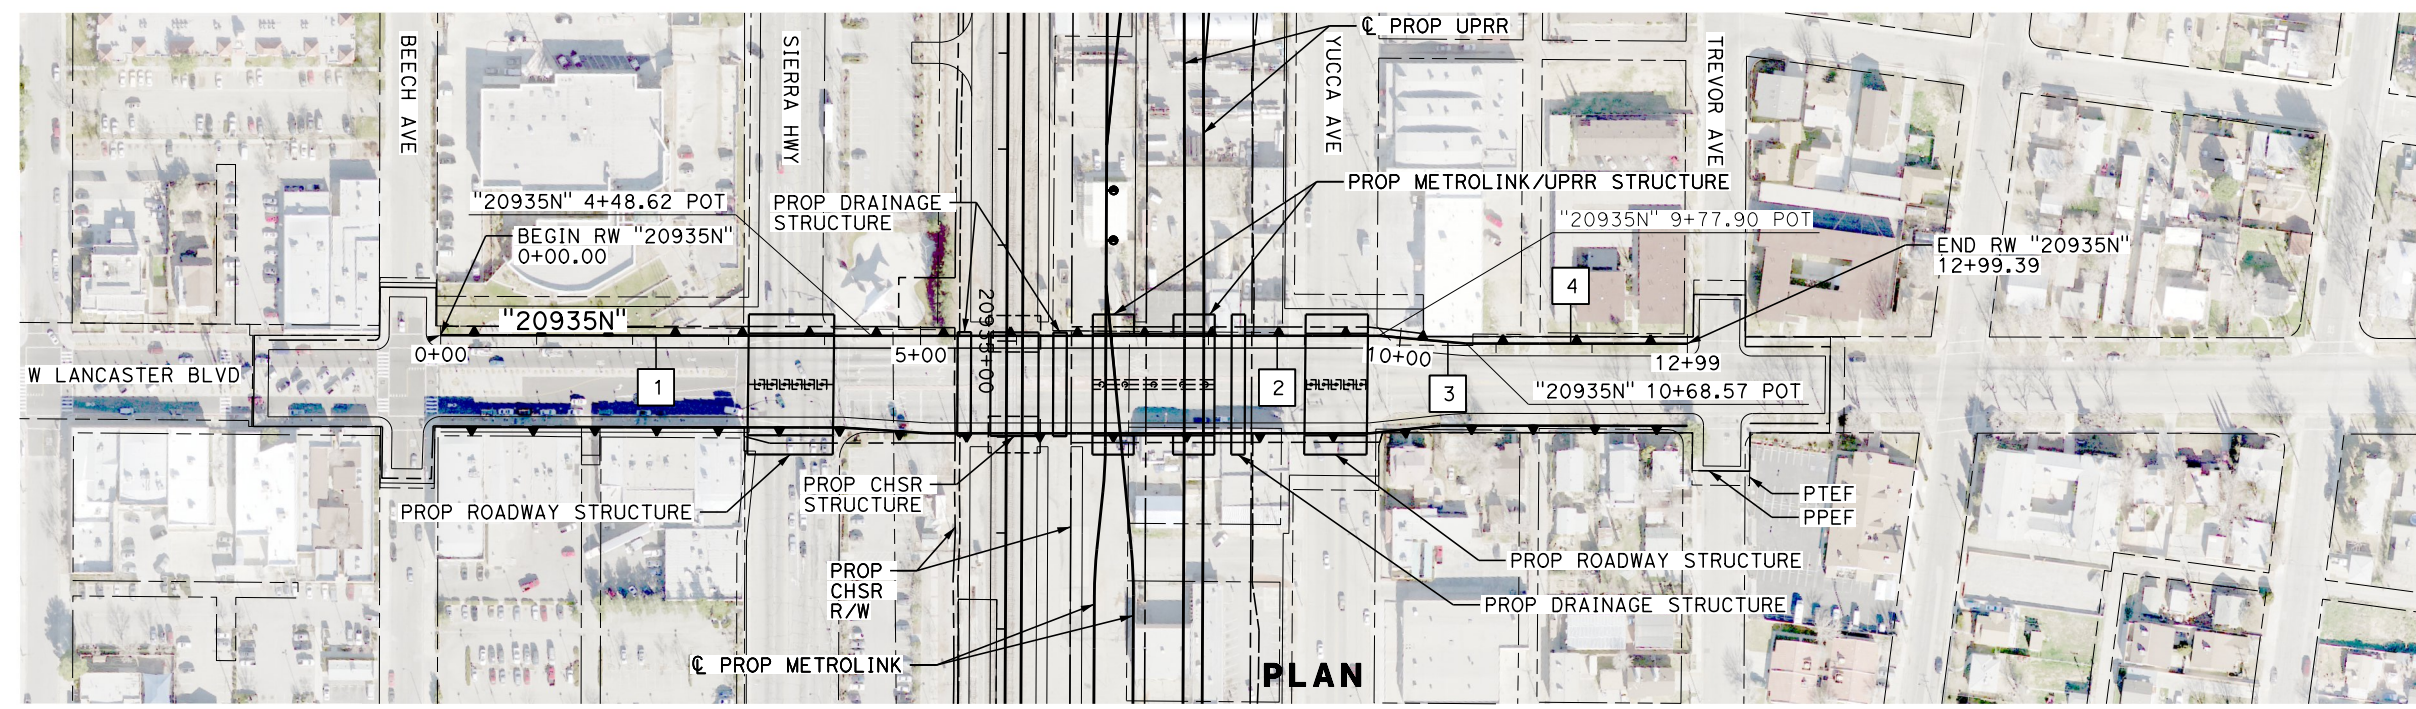 ℄ PROP UPRR
BEECH AVE
SIERRA HWY
YUCCA AVE
TREVOR AVE
PROP METROLINK/UPRR STRUCTURE
"20935N" 4+48.62 POT
PROP DRAINAGE
STRUCTURE
"20935N" 9+77.90 POT
BEGIN RW "20935N"
0+00.00
END RW "20935N"
12+99.39
4
"20935N"
0+00
5+00
10+00
12+99
W LANCASTER BLVD
1
2
3
"20935N" 10+68.57 POT
PROP CHSR
STRUCTURE
PROP ROADWAY STRUCTURE
PTEF
PPEF
PROP ROADWAY STRUCTURE
PROP
CHSR
R/W
PROP DRAINAGE STRUCTURE
℄ PROP METROLINK
PLAN